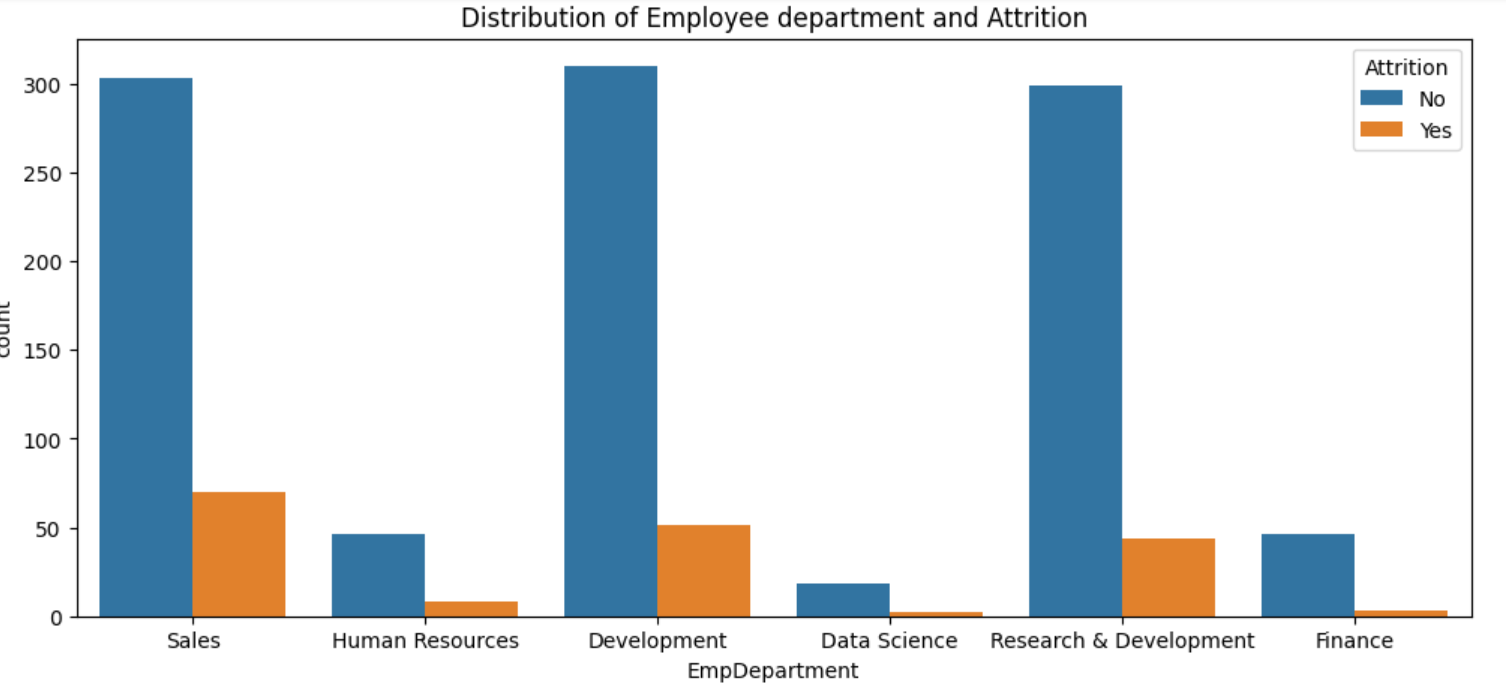 Distribution of Employee department and Attrition
Attrition
No
Yes
300
250
200
150
100
50
0
count
Sales Human Resources Development Data Science Research & Development Finance
EmpDepartment